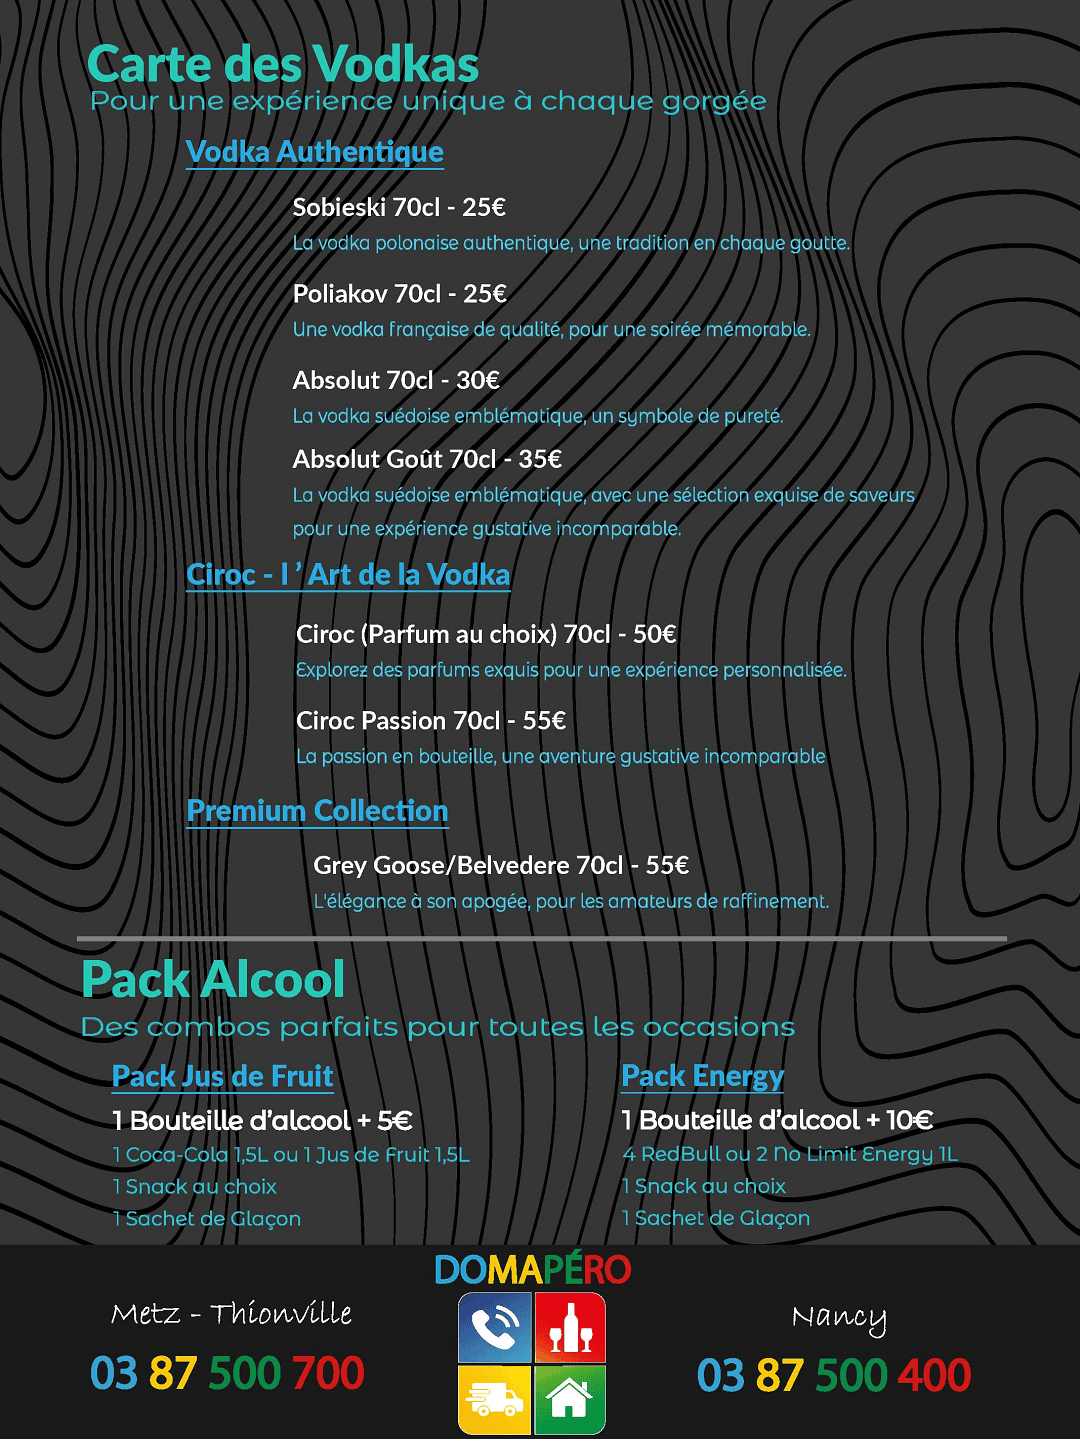 Carte des Vodkas
Pour une expérience unique à chaque gorgée
Vodka Authentique
Sobieski 70cl - 25€
La vodka polonaise authentique, une tradition en chaque goutte.
Poliakov 70cl - 25€
Une vodka française de qualité, pour une soirée mémorable.
Absolut 70cl - 30€
La vodka suédoise emblématique, un symbole de pureté.
Absolut Goût 70cl - 35€
La vodka suédoise emblématique, avec une sélection exquise de saveurs
pour une expérience gustative incomparable.
Ciroc - l ’ Art de la Vodka
Ciroc (Parfum au choix) 70cl - 50€
Explorez des parfums exquis pour une expérience personnalisée.
Ciroc Passion 70cl - 55€
La passion en bouteille, une aventure gustative incomparable
Premium Collection
Grey Goose/Belvedere 70cl - 55€
L'élégance à son apogée, pour les amateurs de raffinement.
Pack Alcool
Des combos parfaits pour toutes les occasions
Pack Jus de Fruit
1 Bouteille d’alcool + 5€
1 Coca-Cola 1,5L ou 1 Jus de Fruit 1,5L
1 Snack au choix
1 Sachet de Glaçon
Pack Energy
1 Bouteille d’alcool + 10€
4 RedBull ou 2 No Limit Energy 1L
1 Snack au choix
1 Sachet de Glaçon
DOMAPÉRO
Metz - Thionville
03 87 500 700
Nancy
03 87 500 400